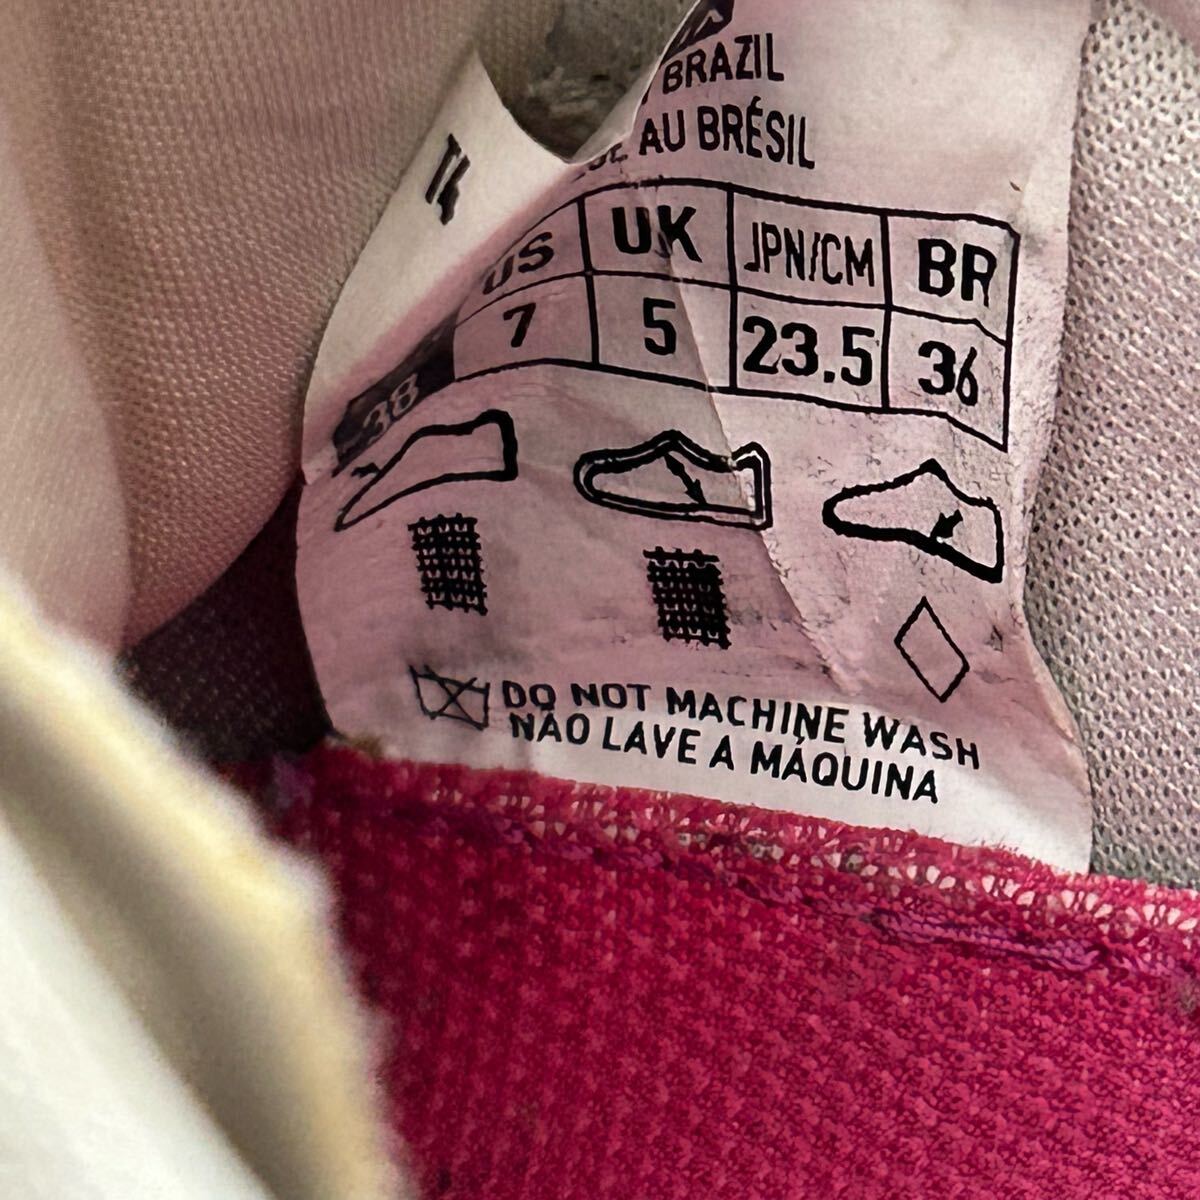 BRAZIL
AU BRÉSIL
T4
US UK JPN/CM BR
7 5 23.5 36
38
DO NOT MACHINE WASH
NÃO LAVE A MÁQUINA